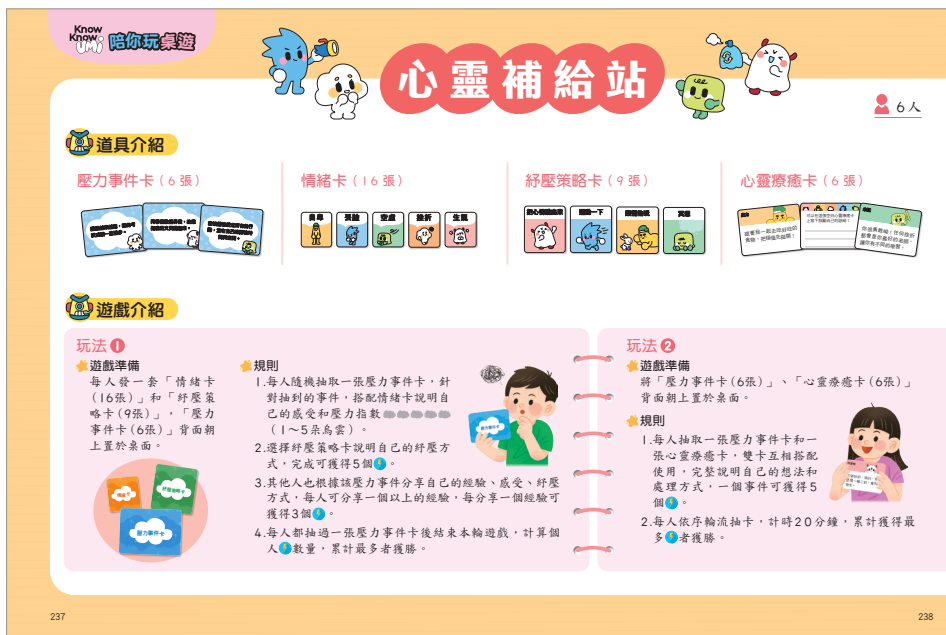 Know Know UMi 陪你玩桌遊
心靈補給站
6人
道具介紹
壓力事件卡(6張)
情緒卡(16張)
紓壓策略卡(9張)
心靈療癒卡(6張)
自卑
妥協
空虛
挫折
生氣
冥想
遊戲介紹
玩法1
遊戲準備
每人發一套「情緒卡
(16張)」和「紓壓策
略卡(9張)」,「壓力
事件卡(6張)」背面朝
上置於桌面。
情緒卡
紓壓策略卡
壓力事件卡
規則
1.每人隨機抽取一張壓力事件卡,針
對抽到的事件,搭配情緒卡說明自
己的感受和壓力指數
(1~5朵烏雲)。
2.選擇紓壓策略卡說明自己的紓壓方
式,完成可獲得5個。
3.其他人也根據該壓力事件分享自己的經驗、感受、紓壓
方式,每人可分享一個以上的經驗,每分享一個經驗可
獲得3個。
4.每人都抽過一張壓力事件卡後結束本輪遊戲,計算個
人數量,累計最多者獲勝。
壓力事件卡
玩法2
遊戲準備
將「壓力事件卡(6張)」、「心靈療癒卡(6張)」
背面朝上置於桌面。
規則
1.每人抽取一張壓力事件卡和一
張心靈療癒卡,雙卡互相搭配
使用,完整說明自己的想法和
處理方式,一個事件可獲得5
個。
2.每人依序輪流抽卡,計時20分鐘,累計獲得最
多者獲勝。
237
238